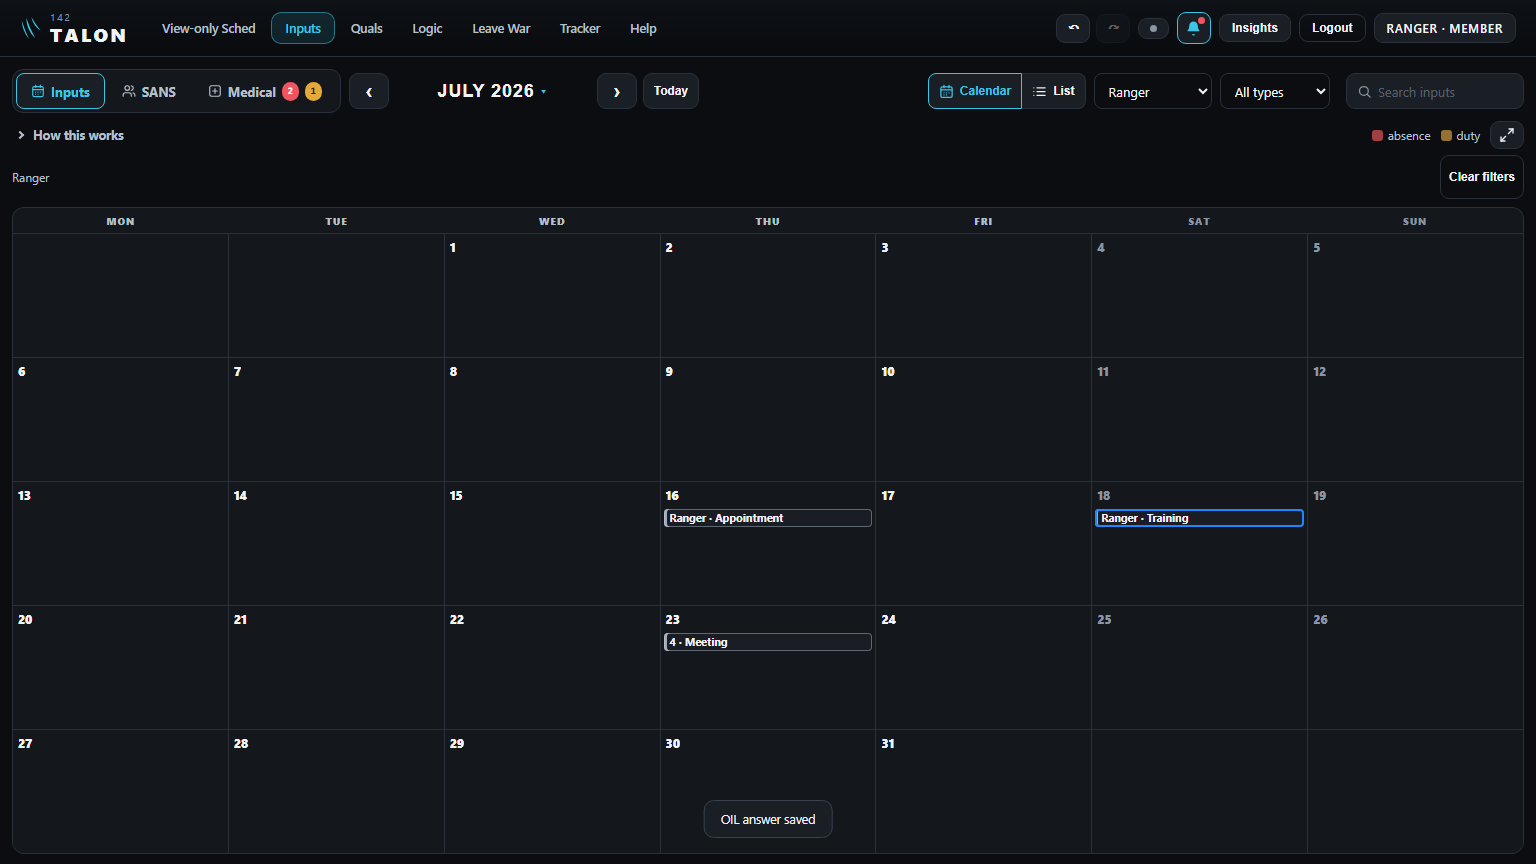 142
TALON
View-only Sched
Inputs
Quals
Logic
Leave War
Tracker
Help
Insights
Logout
RANGER · MEMBER
Inputs
SANS
Medical 2 1
‹
JULY 2026
›
Today
Calendar
List
Ranger
All types
Search inputs
How this works
absence
duty
Ranger
Clear filters
MON TUE WED THU FRI SAT SUN
1 2 3 4 5
6 7 8 9 10 11 12
13 14 15 16 17 18 19
Ranger · Appointment
Ranger · Training
20 21 22 23 24 25 26
4 · Meeting
27 28 29 30 31
OIL answer saved